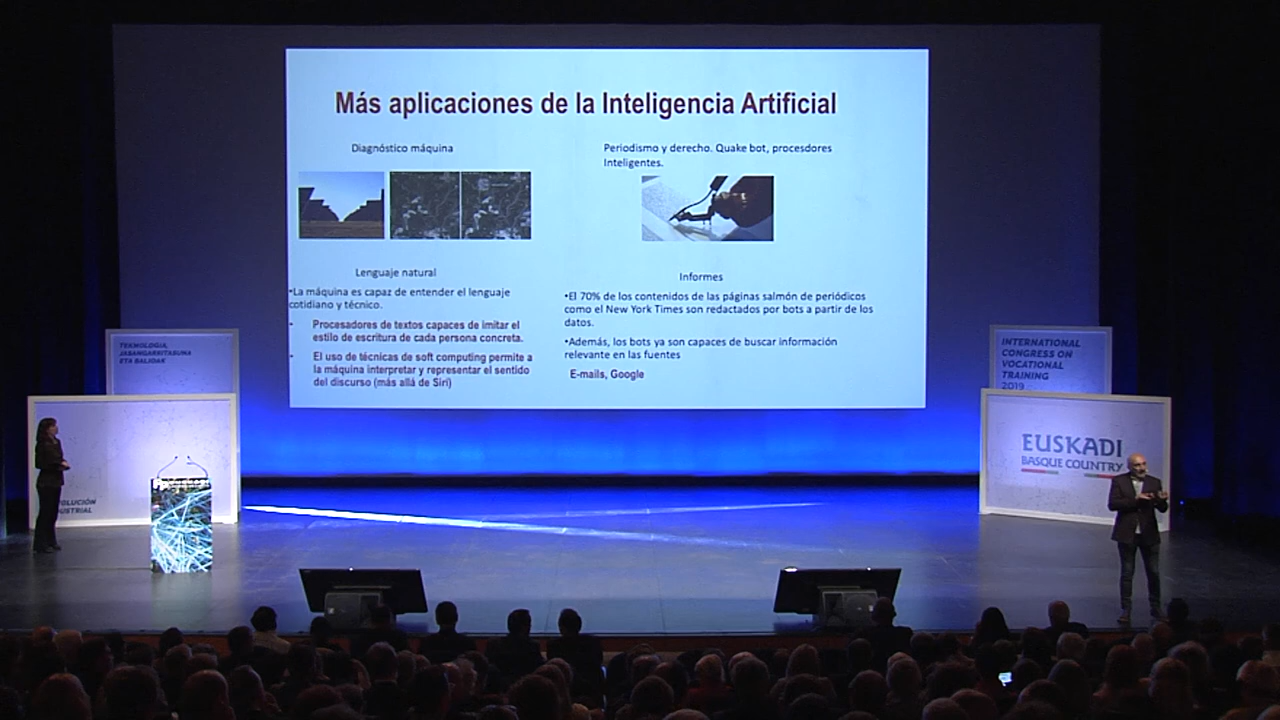 Más aplicaciones de la Inteligencia Artificial
Diagnóstico máquina
Periodismo y derecho. Quake bot, procesdores
Inteligentes.
Lenguaje natural
•La máquina es capaz de entender el lenguaje
cotidiano y técnico.
- Procesadores de textos capaces de imitar el
estilo de escritura de cada persona concreta.
- El uso de técnicas de soft computing permite a
la máquina interpretar y representar el sentido
del discurso (más allá de Siri)
Informes
•El 70% de los contenidos de las páginas salmón de periódicos
como el New York Times son redactados por bots a partir de los
datos.
•Además, los bots ya son capaces de buscar información
relevante en las fuentes
E-mails, Google
TEKNOLOGIA,
JASANGARRITASUNA
ETA BALIOAK
OLUCIÓN
USTRIAL
INTERNATIONAL
CONGRESS ON
VOCATIONAL
TRAINING
2019
EUSKADI
BASQUE COUNTRY